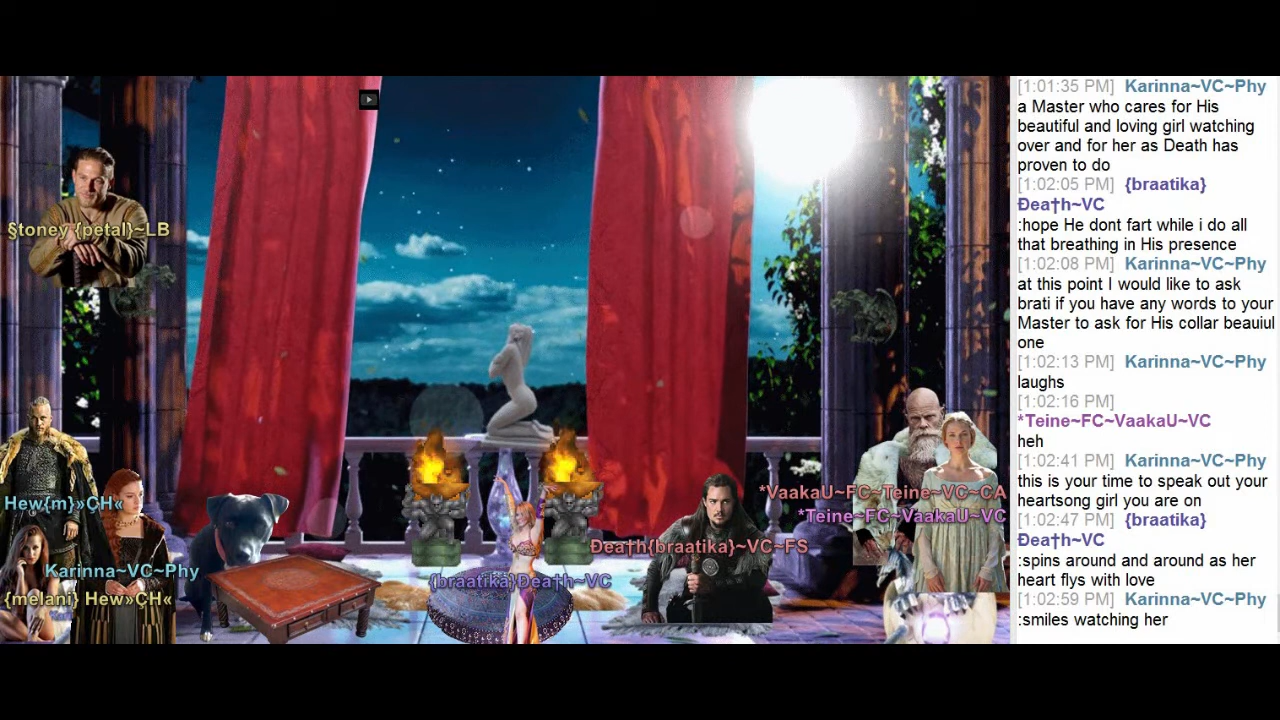 §toney {petal}~LB
Hew{m}»ÇH«
Karinna~VC~Phy
{melani} Hew»ÇH«
{braatika}Ðea†h~VC
Ðea†h{braatika}~VC~FS
*VaakaU~FC~Teine~VC~CA
*Teine~FC~VaakaU~VC
[1:01:35 PM] Karinna~VC~Phy
a Master who cares for His
beautiful and loving girl watching
over and for her as Death has
proven to do
[1:02:05 PM] {braatika}
Ðea†h~VC
:hope He dont fart while i do all
that breathing in His presence
[1:02:08 PM] Karinna~VC~Phy
at this point I would like to ask
brati if you have any words to your
Master to ask for His collar beauiul
one
[1:02:13 PM] Karinna~VC~Phy
laughs
[1:02:16 PM]
*Teine~FC~VaakaU~VC
heh
[1:02:41 PM] Karinna~VC~Phy
this is your time to speak out your
heartsong girl you are on
[1:02:47 PM] {braatika}
Ðea†h~VC
:spins around and around as her
heart flys with love
[1:02:59 PM] Karinna~VC~Phy
:smiles watching her